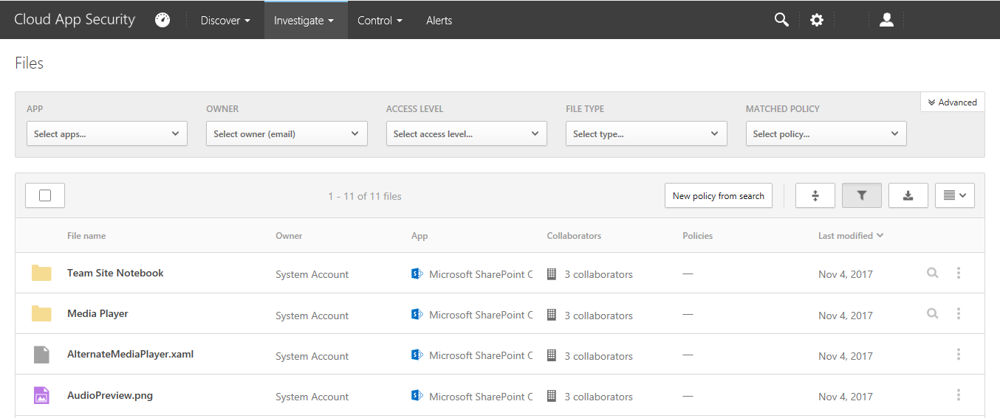 Cloud App Security Discover Investigate Control Alerts
Files
Advanced
APP OWNER ACCESS LEVEL FILE TYPE MATCHED POLICY
Select apps... Select owner (email) Select access level... Select type... Select policy...
1 - 11 of 11 files New policy from search
File name Owner App Collaborators Policies Last modified
Team Site Notebook System Account Microsoft SharePoint C 3 collaborators — Nov 4, 2017
Media Player System Account Microsoft SharePoint C 3 collaborators — Nov 4, 2017
AlternateMediaPlayer.xaml System Account Microsoft SharePoint C 3 collaborators — Nov 4, 2017
AudioPreview.png System Account Microsoft SharePoint C 3 collaborators — Nov 4, 2017